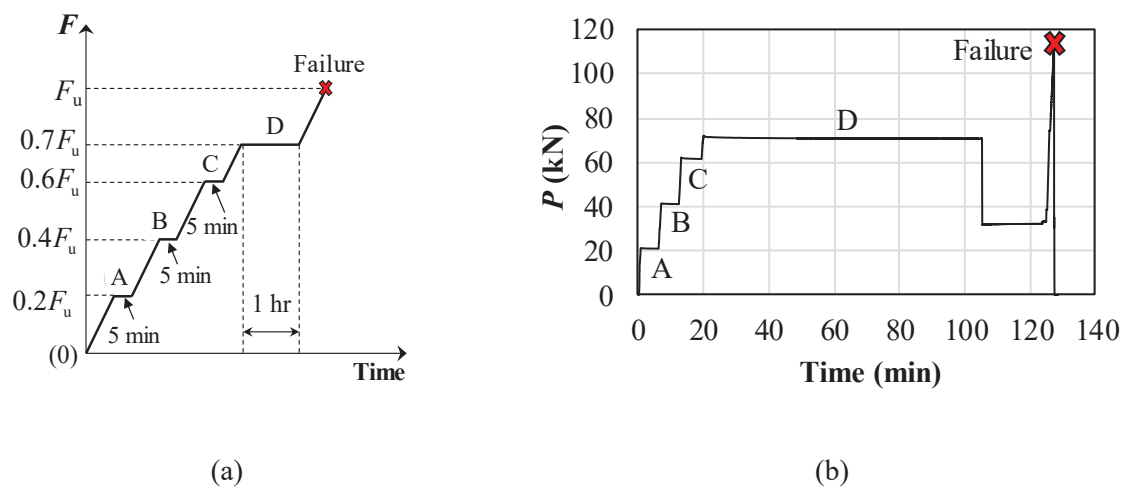 F
Failure
Fu
D
0.7Fu
C
0.6Fu
5 min
B
0.4Fu
5 min
A
0.2Fu
1 hr
5 min
(0)
Time
(a)
120
Failure
100
80
D
60
C
40
B
20
A
0
P (kN)
0 20 40 60 80 100 120 140
Time (min)
(b)